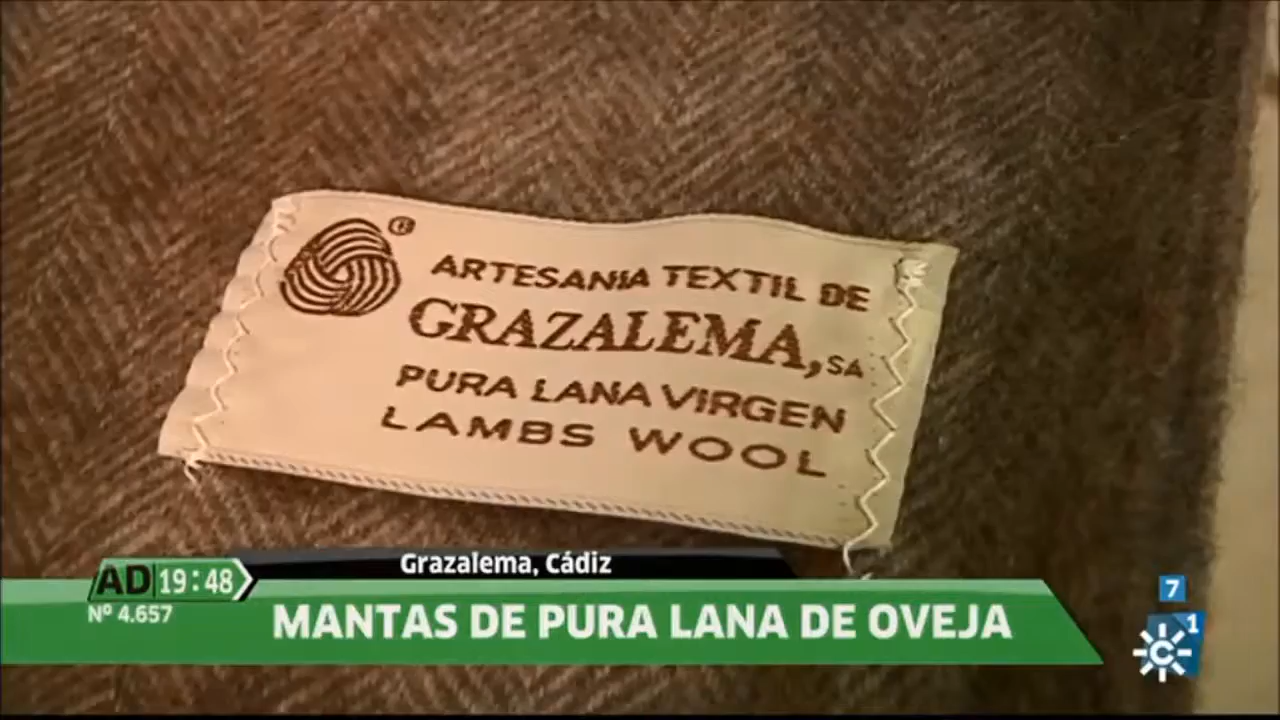 ®
ARTESANIA TEXTIL DE
GRAZALEMA, SA
PURA LANA VIRGEN
LAMBS WOOL
Grazalema, Cádiz
AD 19:48
Nº 4.657
MANTAS DE PURA LANA DE OVEJA
7
1
C